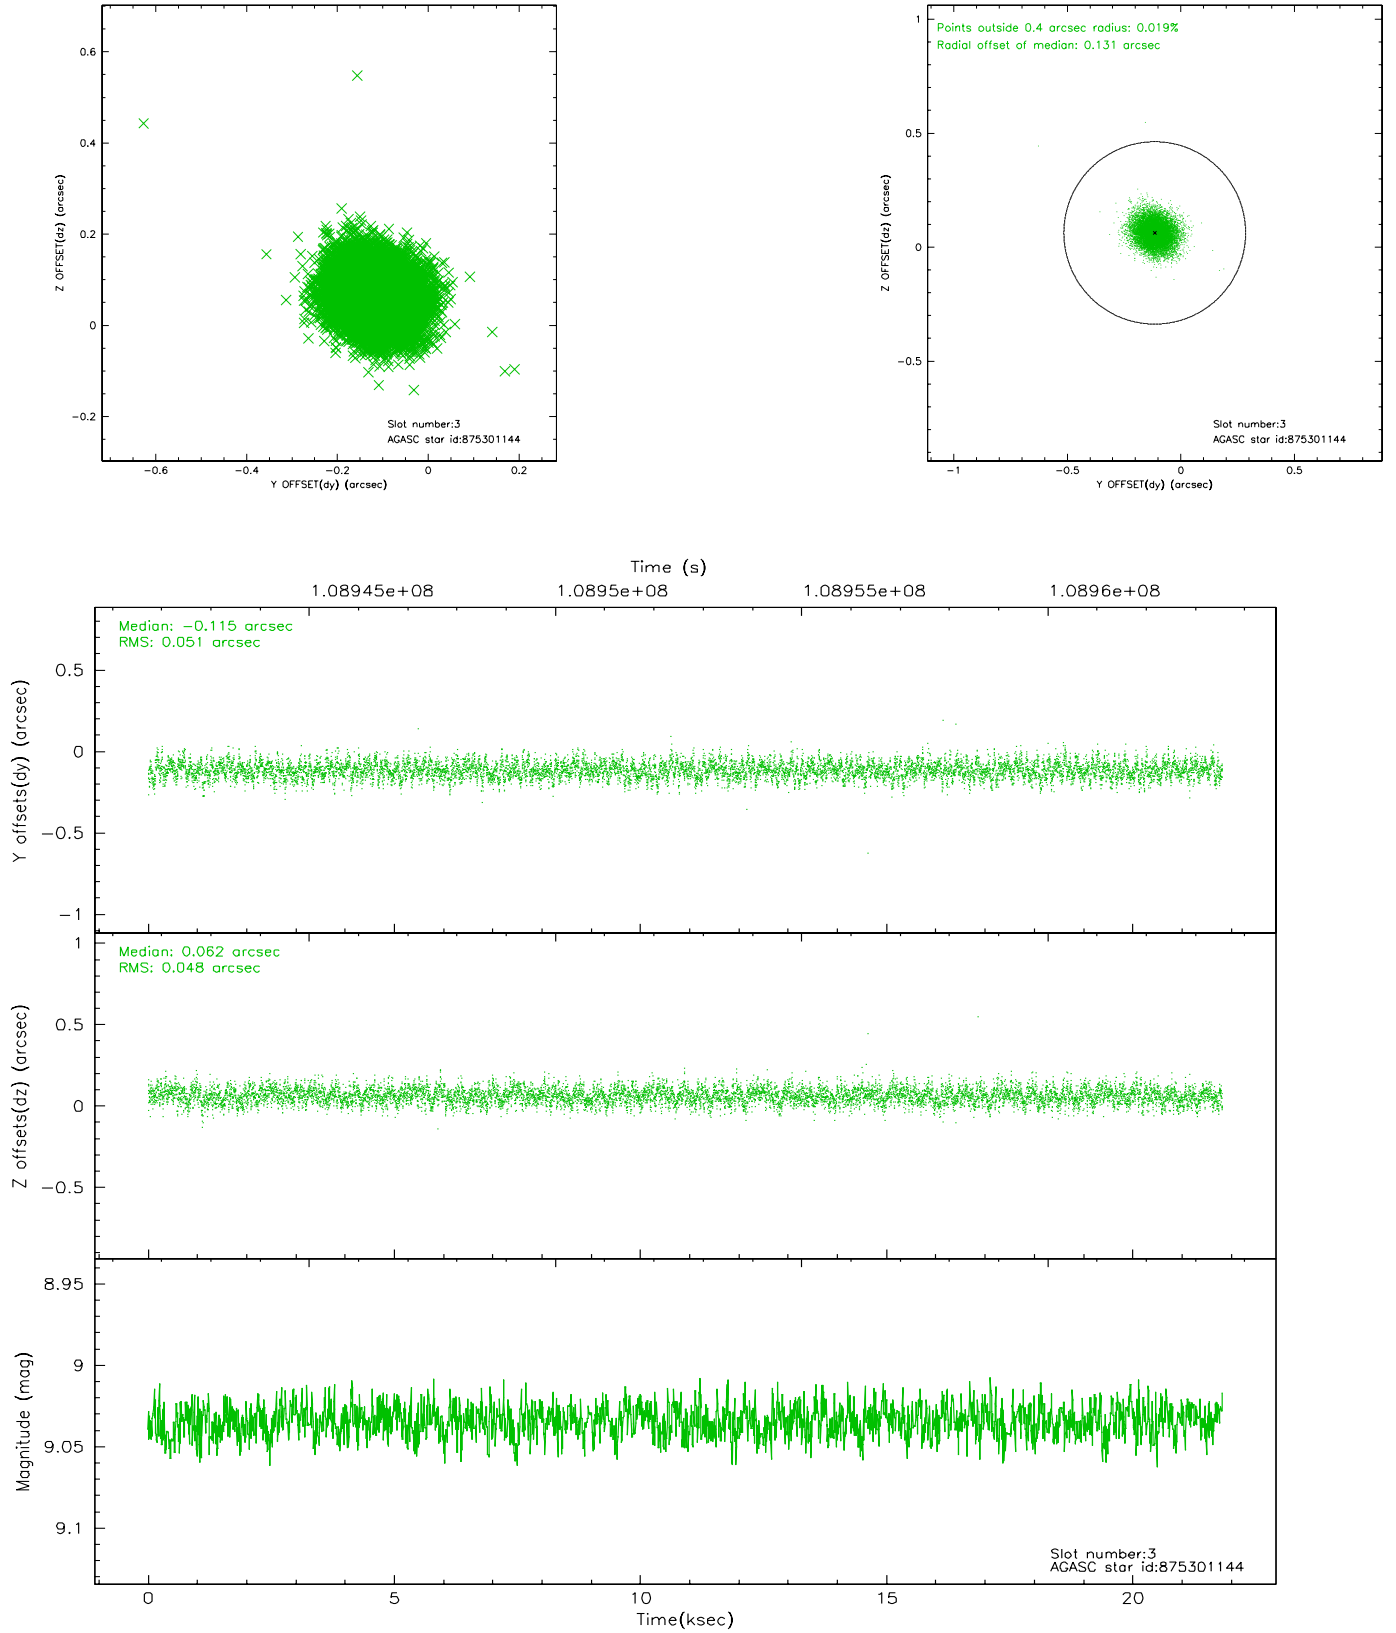 0.6
0.4
0.2
0
−0.2
Z OFFSET(dz) (arcsec)
Slot number:3
AGASC star id:875301144
−0.6 −0.4 −0.2 0 0.2
Y OFFSET(dy) (arcsec)
Points outside 0.4 arcsec radius: 0.019%
Radial offset of median: 0.131 arcsec
1
0.5
0
−0.5
Z OFFSET(dz) (arcsec)
Slot number:3
AGASC star id:875301144
−1 −0.5 0 0.5
Y OFFSET(dy) (arcsec)
Time (s)
1.08945e+08 1.0895e+08 1.08955e+08 1.0896e+08
Median: −0.115 arcsec
RMS: 0.051 arcsec
0.5
0
−0.5
−1
Y offsets(dy) (arcsec)
Median: 0.062 arcsec
RMS: 0.048 arcsec
1
0.5
0
−0.5
Z offsets(dz) (arcsec)
8.95
9
9.05
9.1
Magnitude (mag)
Slot number:3
AGASC star id:875301144
0 5 10 15 20
Time(ksec)